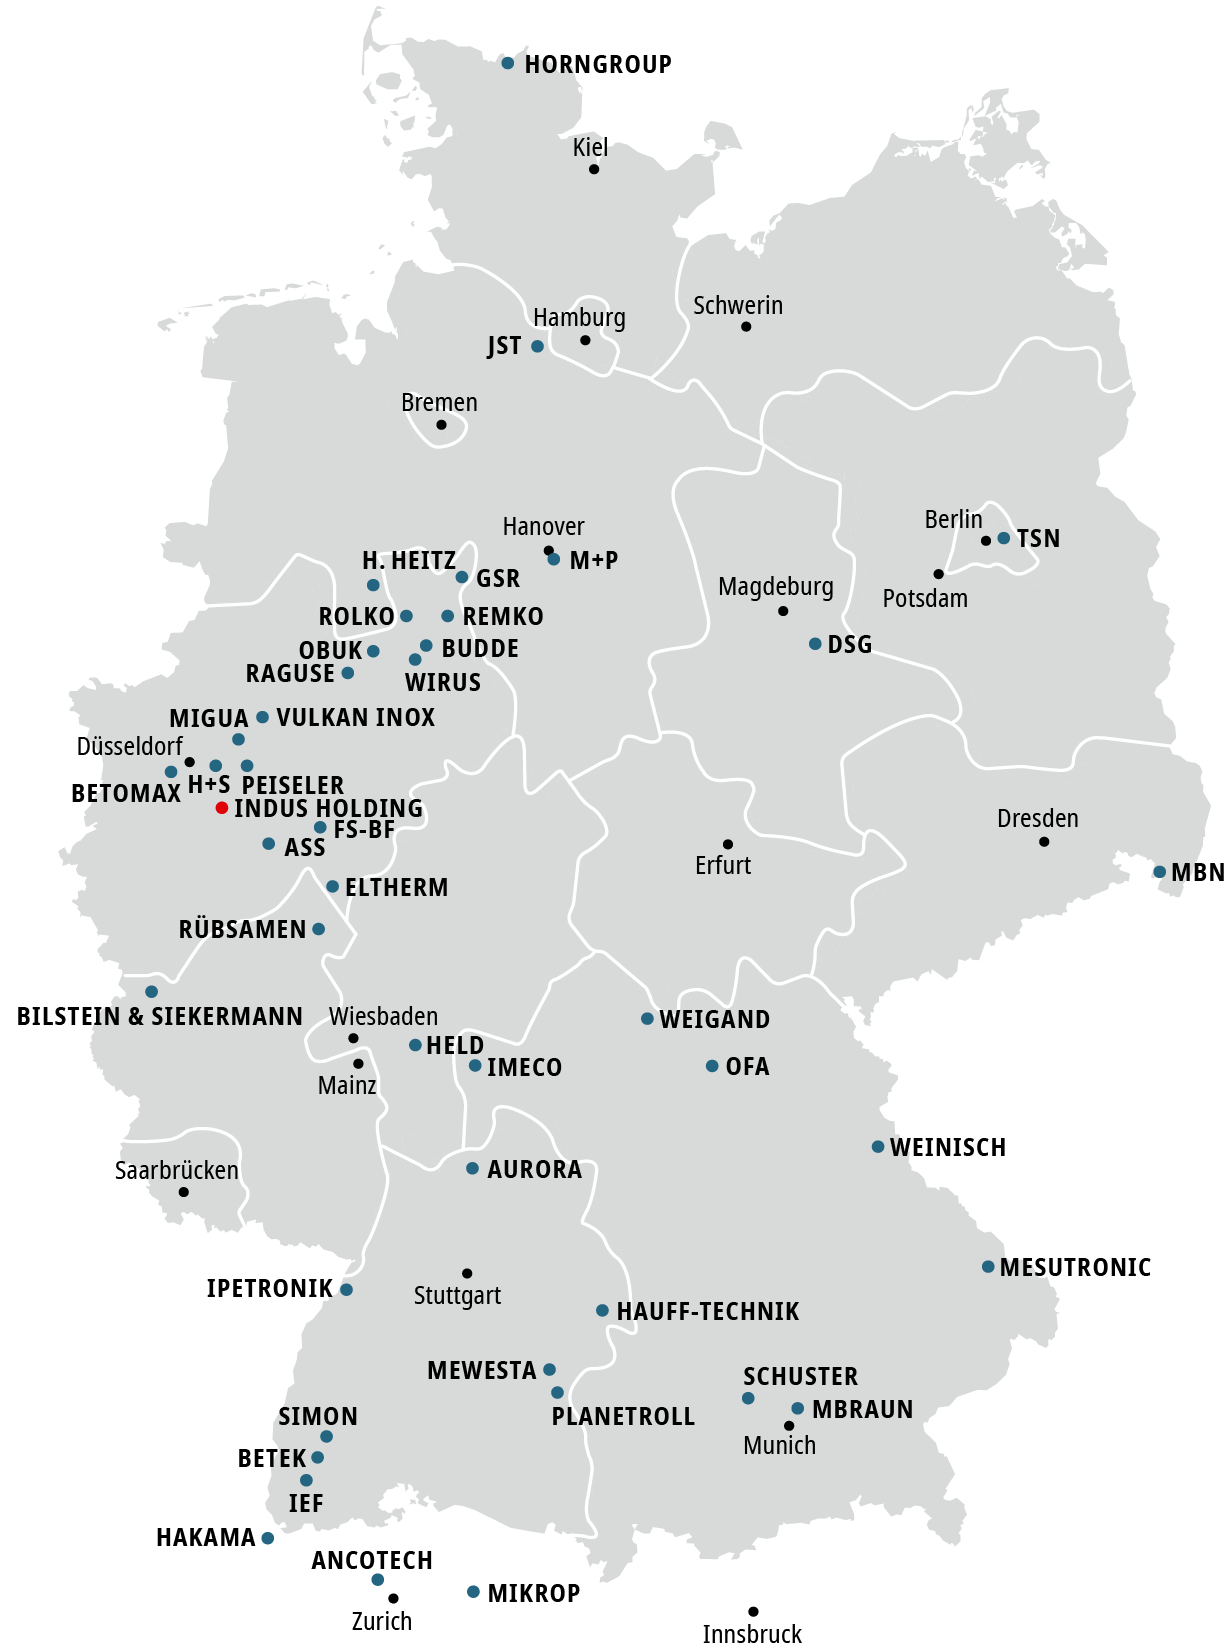 HORNGROUP
Kiel
Schwerin
Hamburg
JST
Bremen
Berlin
TSN
Hanover
M+P
H. HEITZ
GSR
Potsdam
Magdeburg
ROLKO
REMKO
DSG
OBUK
BUDDE
RAGUSE
WIRUS
MIGUA
VULKAN INOX
Düsseldorf
BETOMAX
H+S
PEISELER
INDUS HOLDING
FS-BF
ASS
Dresden
Erfurt
MBN
ELTHERM
RÜBSAMEN
BILSTEIN & SIEKERMANN
Wiesbaden
WEIGAND
HELD
IMECO
OFA
Mainz
WEINISCH
Saarbrücken
AURORA
MESUTRONIC
IPETRONIK
Stuttgart
HAUFF-TECHNIK
MEWESTA
SCHUSTER
PLANETROLL
MBRAUN
SIMON
Munich
BETEK
IEF
HAKAMA
ANCOTECH
MIKROP
Zurich
Innsbruck